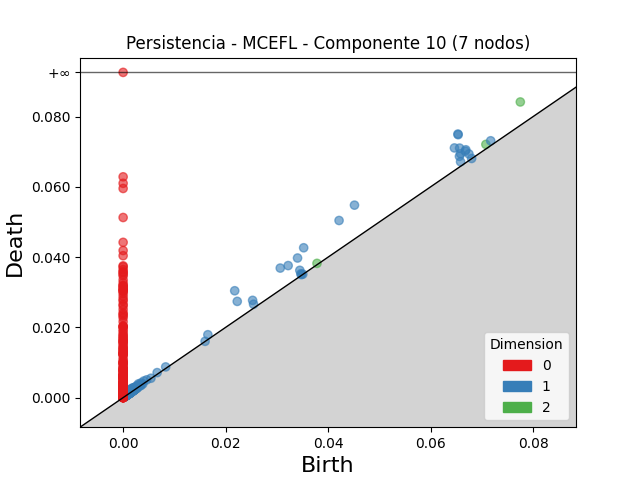 Persistencia - MCEFL - Componente 10 (7 nodos)
+∞
0.080
0.060
0.040
0.020
0.000
Death
0.00 0.02 0.04 0.06 0.08
Birth
Dimension
0
1
2